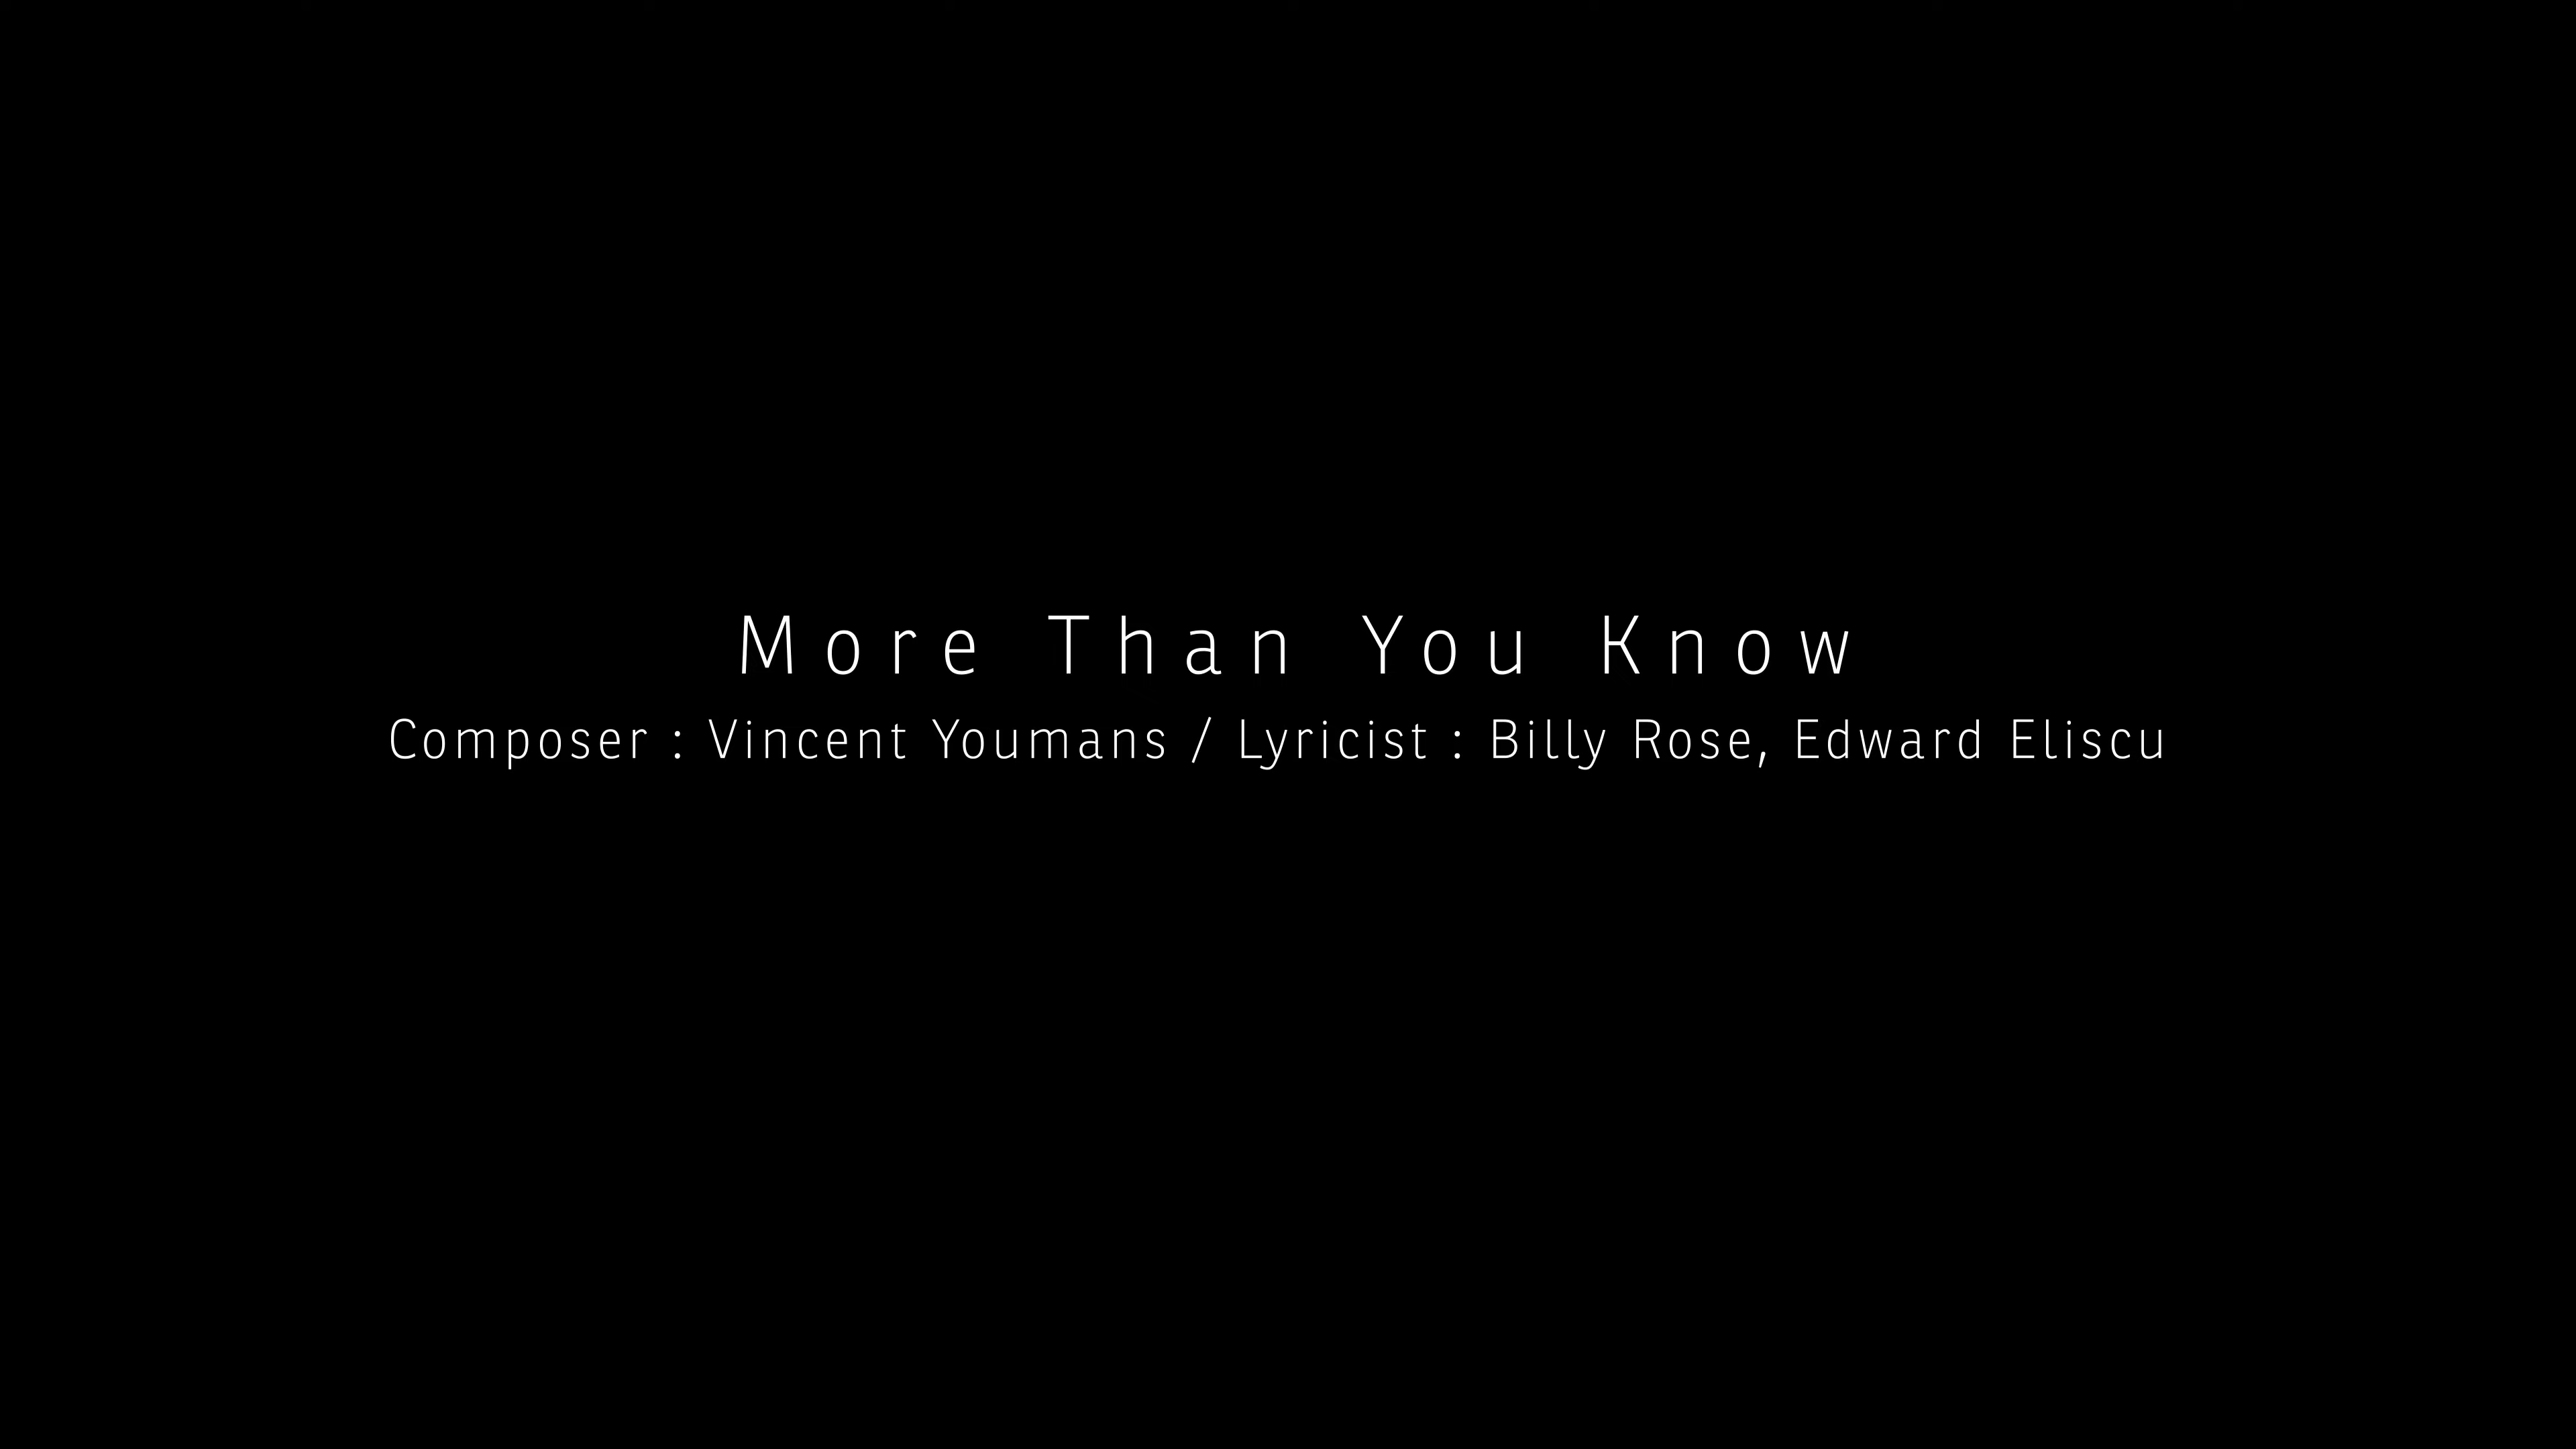 More Than You Know
Composer : Vincent Youmans / Lyricist : Billy Rose, Edward Eliscu